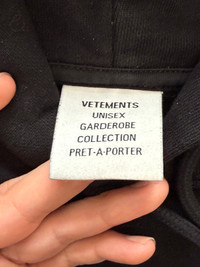 VETEMENTS
UNISEX
GARDEROBE
COLLECTION
PRET-A-PORTER